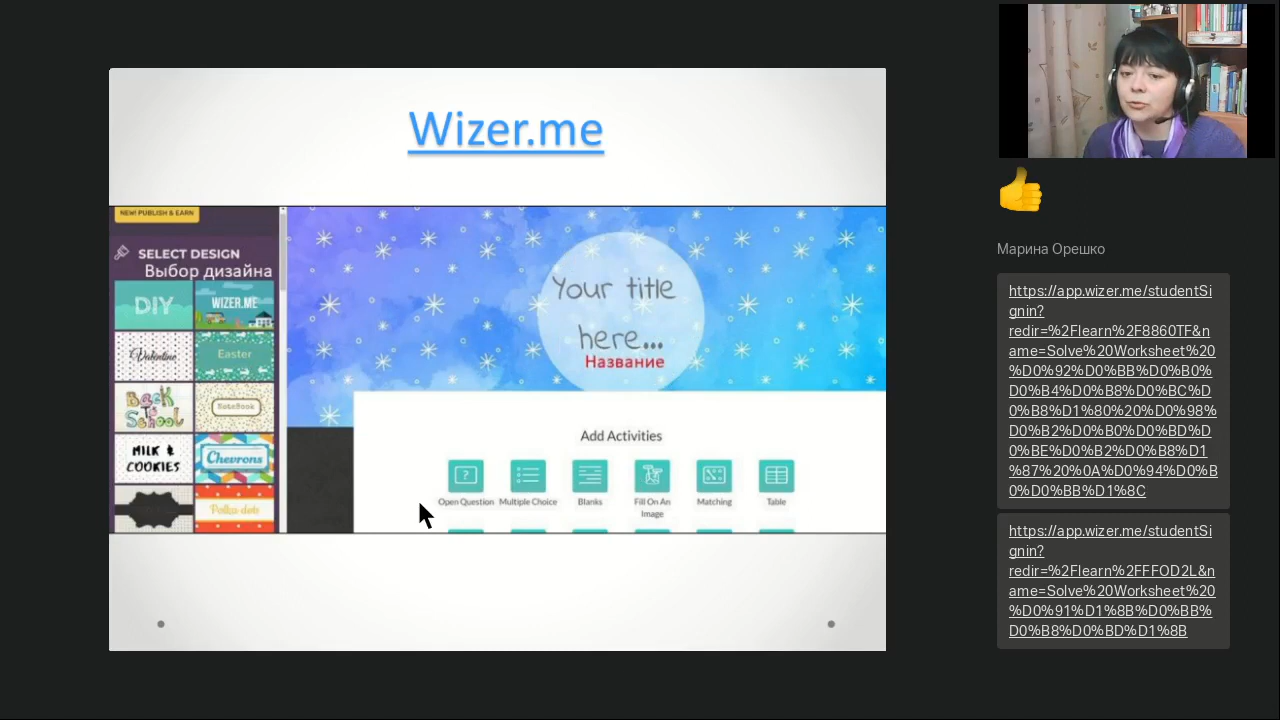 Wizer.me
NEW! PUBLISH & EARN
SELECT DESIGN
Выбор дизайна
DIY
WIZER.ME
Valentine
Easter
Back
To
School
NoteBook
MILK &
COOKIES
Chevrons
Polka dots
Your title
here...
Название
Add Activities
Open Question
Multiple Choice
Blanks
Fill On An
Image
Matching
Table
Марина Орешко
https://app.wizer.me/studentSi
gnin?
redir=%2Flearn%2F8860TF&n
ame=Solve%20Worksheet%20
%D0%92%D0%BB%D0%B0%
D0%B4%D0%B8%D0%BC%D
0%B8%D1%80%20%D0%98%
D0%B2%D0%B0%D0%BD%D
0%BE%D0%B2%D0%B8%D1
%87%20%0A%D0%94%D0%B
0%D0%BB%D1%8C
https://app.wizer.me/studentSi
gnin?
redir=%2Flearn%2FFFOD2L&n
ame=Solve%20Worksheet%20
%D0%91%D1%8B%D0%BB%
D0%B8%D0%BD%D1%8B